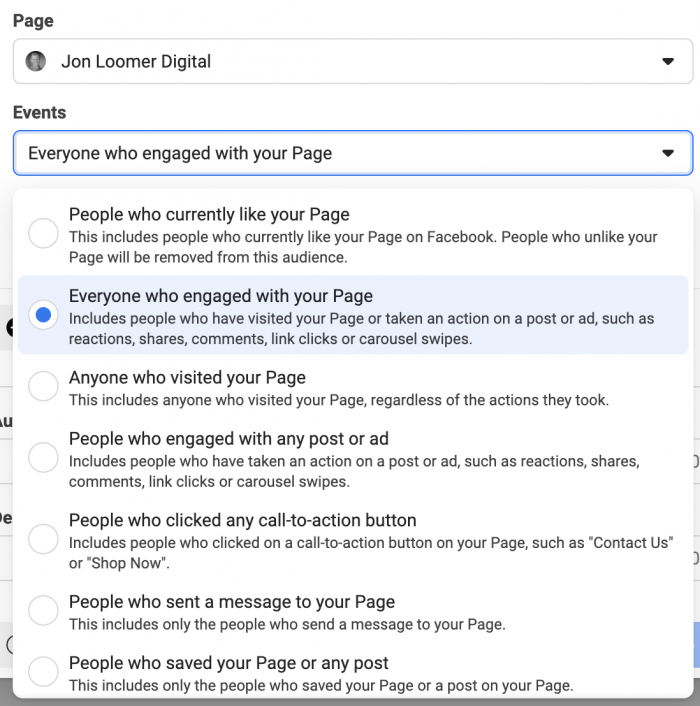 Page
Jon Loomer Digital
Events
Everyone who engaged with your Page
People who currently like your Page
This includes people who currently like your Page on Facebook. People who unlike your
Page will be removed from this audience.
Everyone who engaged with your Page
Includes people who have visited your Page or taken an action on a post or ad, such as
reactions, shares, comments, link clicks or carousel swipes.
Anyone who visited your Page
This includes anyone who visited your Page, regardless of the actions they took.
People who engaged with any post or ad
Includes people who have taken an action on a post or ad, such as reactions, shares,
comments, link clicks or carousel swipes.
People who clicked any call-to-action button
Includes people who clicked on a call-to-action button on your Page, such as "Contact Us"
or "Shop Now".
People who sent a message to your Page
This includes only the people who send a message to your Page.
People who saved your Page or any post
This includes only the people who saved your Page or a post on your Page.